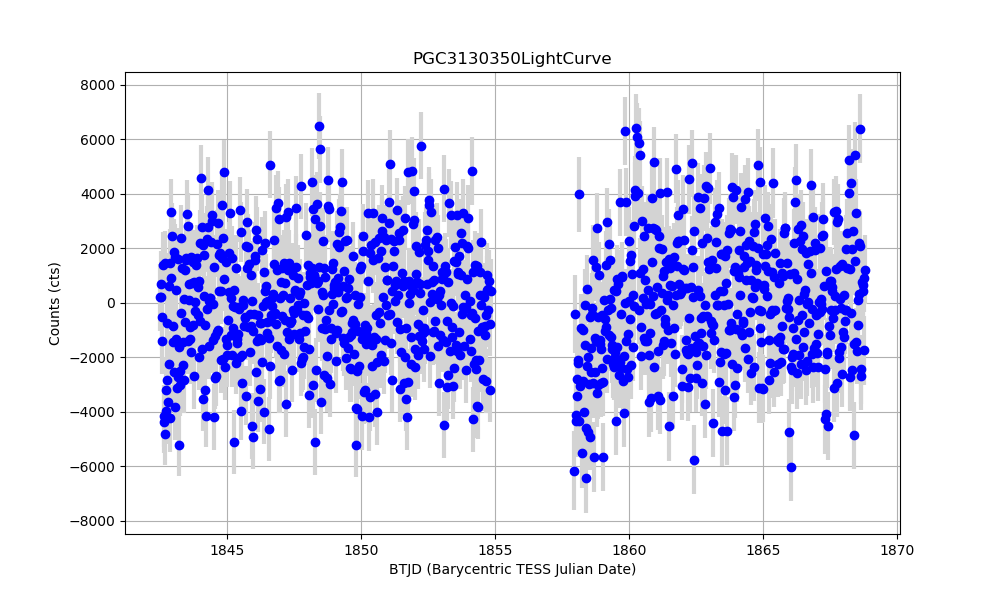 PGC3130350LightCurve
8000
6000
4000
2000
0
−2000
−4000
−6000
−8000
Counts (cts)
1845 1850 1855 1860 1865 1870
BTJD (Barycentric TESS Julian Date)